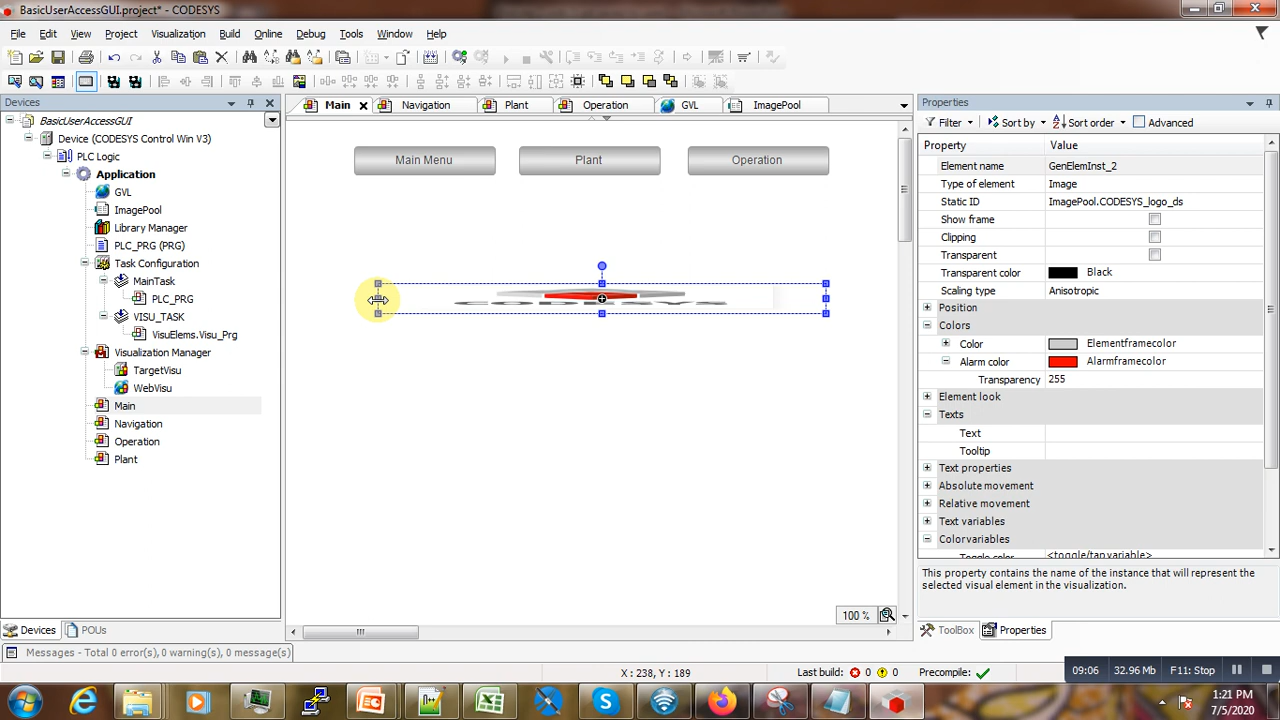 BasicUserAccessGUI.project* - CODESYS
File Edit View Project Visualization Build Online Debug Tools Window Help
Devices
BasicUserAccessGUI
Device (CODESYS Control Win V3)
PLC Logic
Application
GVL
ImagePool
Library Manager
PLC_PRG (PRG)
Task Configuration
MainTask
PLC_PRG
VISU_TASK
VisuElems.Visu_Prg
Visualization Manager
TargetVisu
WebVisu
Main
Navigation
Operation
Plant
Devices POUs
Main Navigation Plant Operation GVL ImagePool
Main Menu Plant Operation
CODESYS
100 %
Properties
Filter Sort by Sort order Advanced
Property Value
Element name GenElemInst_2
Type of element Image
Static ID ImagePool.CODESYS_logo_ds
Show frame
Clipping
Transparent
Transparent color Black
Scaling type Anisotropic
Position
Colors
Color Elementframecolor
Alarm color Alarmframecolor
Transparency 255
Element look
Texts
Text
Tooltip
Text properties
Absolute movement
Relative movement
Text variables
Colorvariables
Toggle color <toggle/tap variable>
This property contains the name of the instance that will represent the
selected visual element in the visualization.
ToolBox Properties
Messages - Total 0 error(s), 0 warning(s), 0 message(s)
X : 238, Y : 189 Last build: 0 0 Precompile:
09:06 32.96 Mb F11: Stop
1:21 PM
7/5/2020